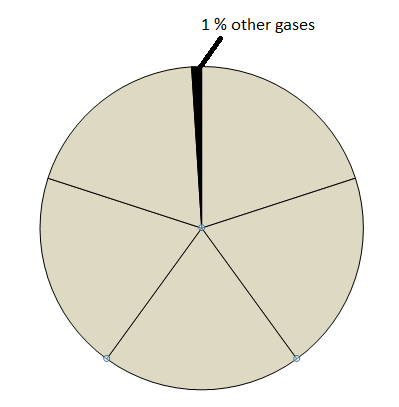 1 % other gases